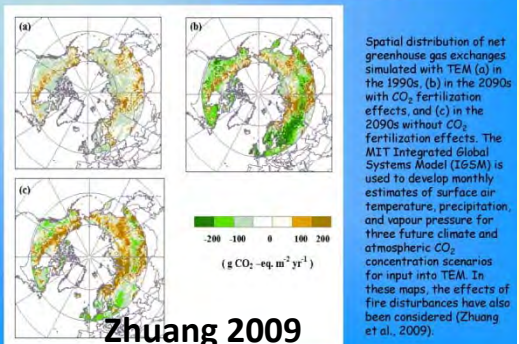 (a)
(b)
(c)
-200 -100 0 100 200
( g CO2 –eq. m-2 yr-1 )
Zhuang 2009
Spatial distribution of net
greenhouse gas exchanges
simulated with TEM (a) in
the 1990s, (b) in the 2090s
with CO2 fertilization
effects, and (c) in the
2090s without CO2
fertilization effects. The
MIT Integrated Global
Systems Model (IGSM) is
used to develop monthly
estimates of surface air
temperature, precipitation,
and vapour pressure for
three future climate and
atmospheric CO2
concentration scenarios
for input into TEM. In
these maps, the effects of
fire disturbances have also
been considered (Zhuang
et al., 2009).